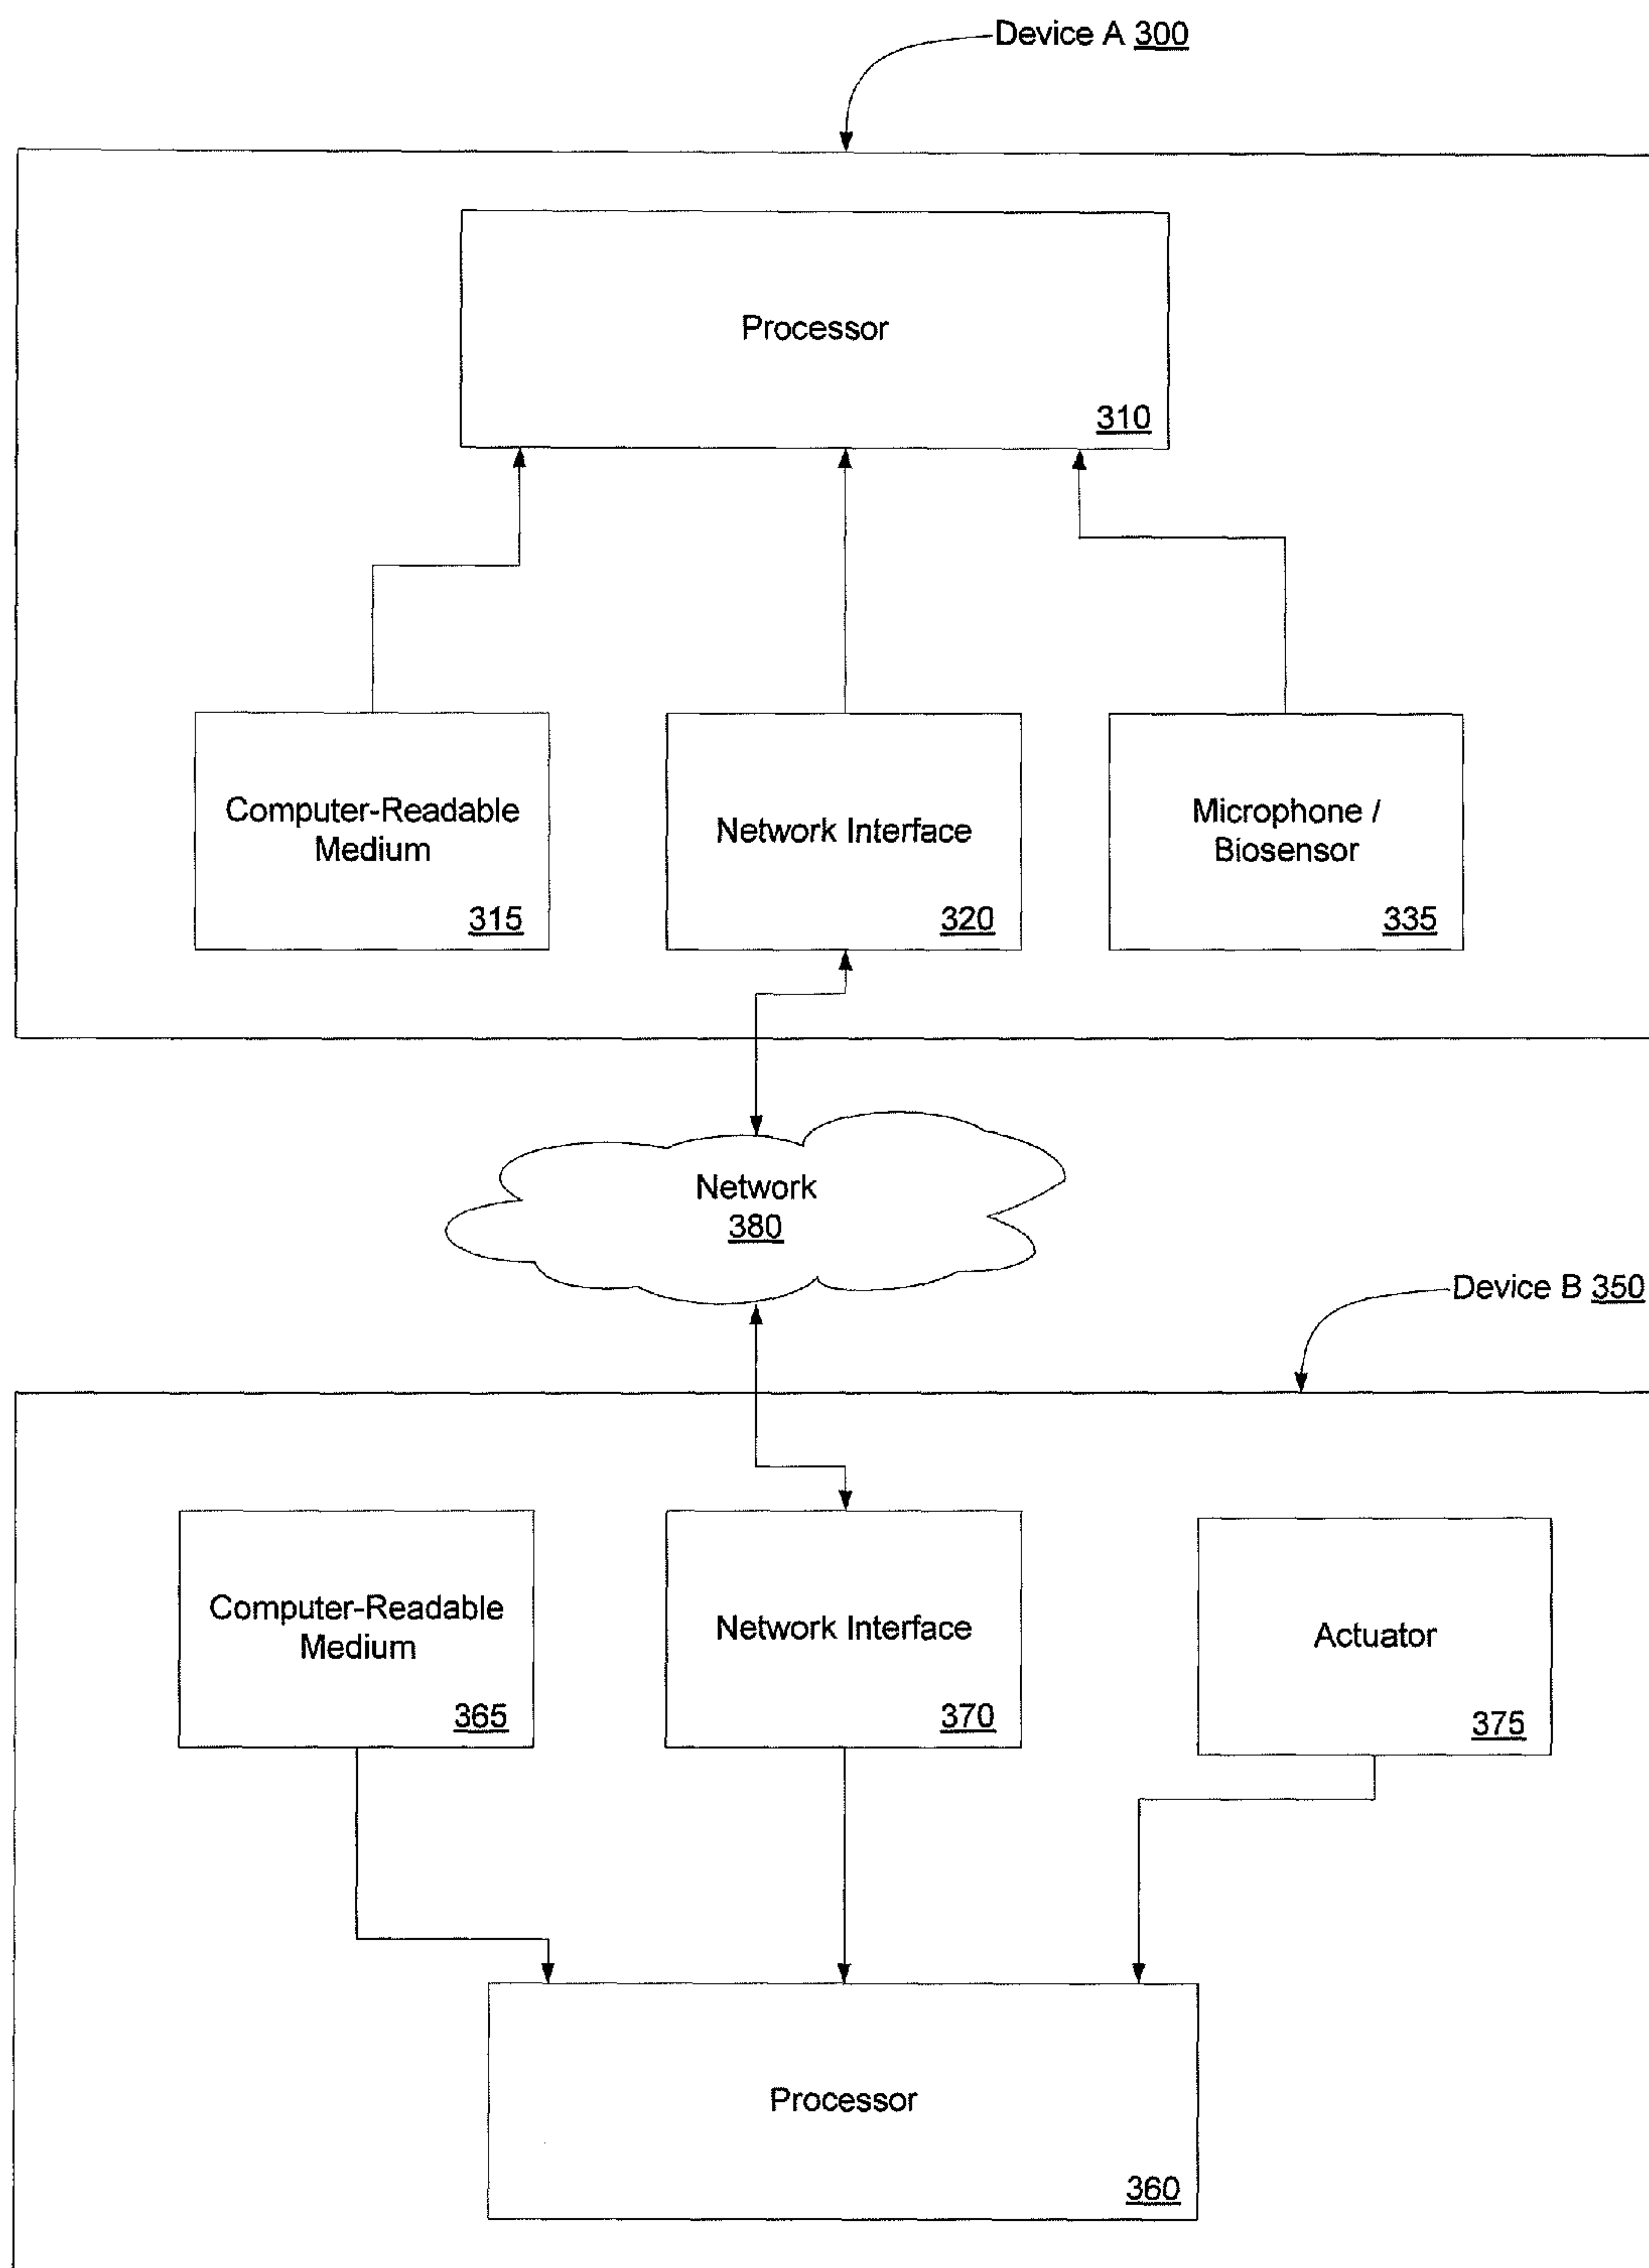 Device A 300
Processor
310
Computer-Readable
Medium
315
Network Interface
320
Microphone /
Biosensor
335
Network
380
Device B 350
Computer-Readable
Medium
365
Network Interface
370
Actuator
375
Processor
360